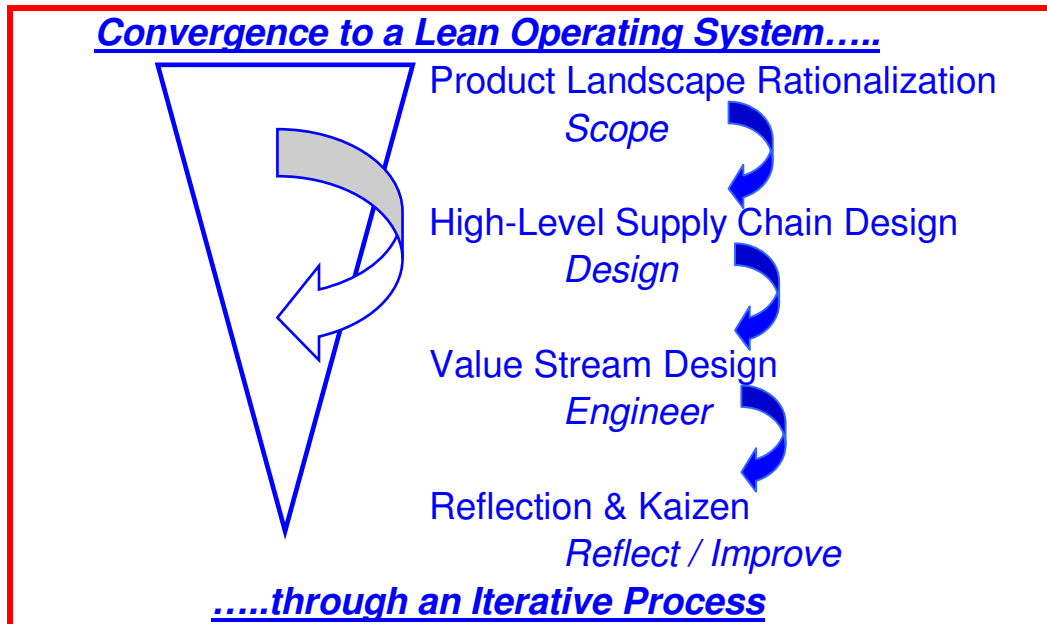 Convergence to a Lean Operating System…..
Product Landscape Rationalization
Scope
High-Level Supply Chain Design
Design
Value Stream Design
Engineer
Reflection & Kaizen
Reflect / Improve
…..through an Iterative Process